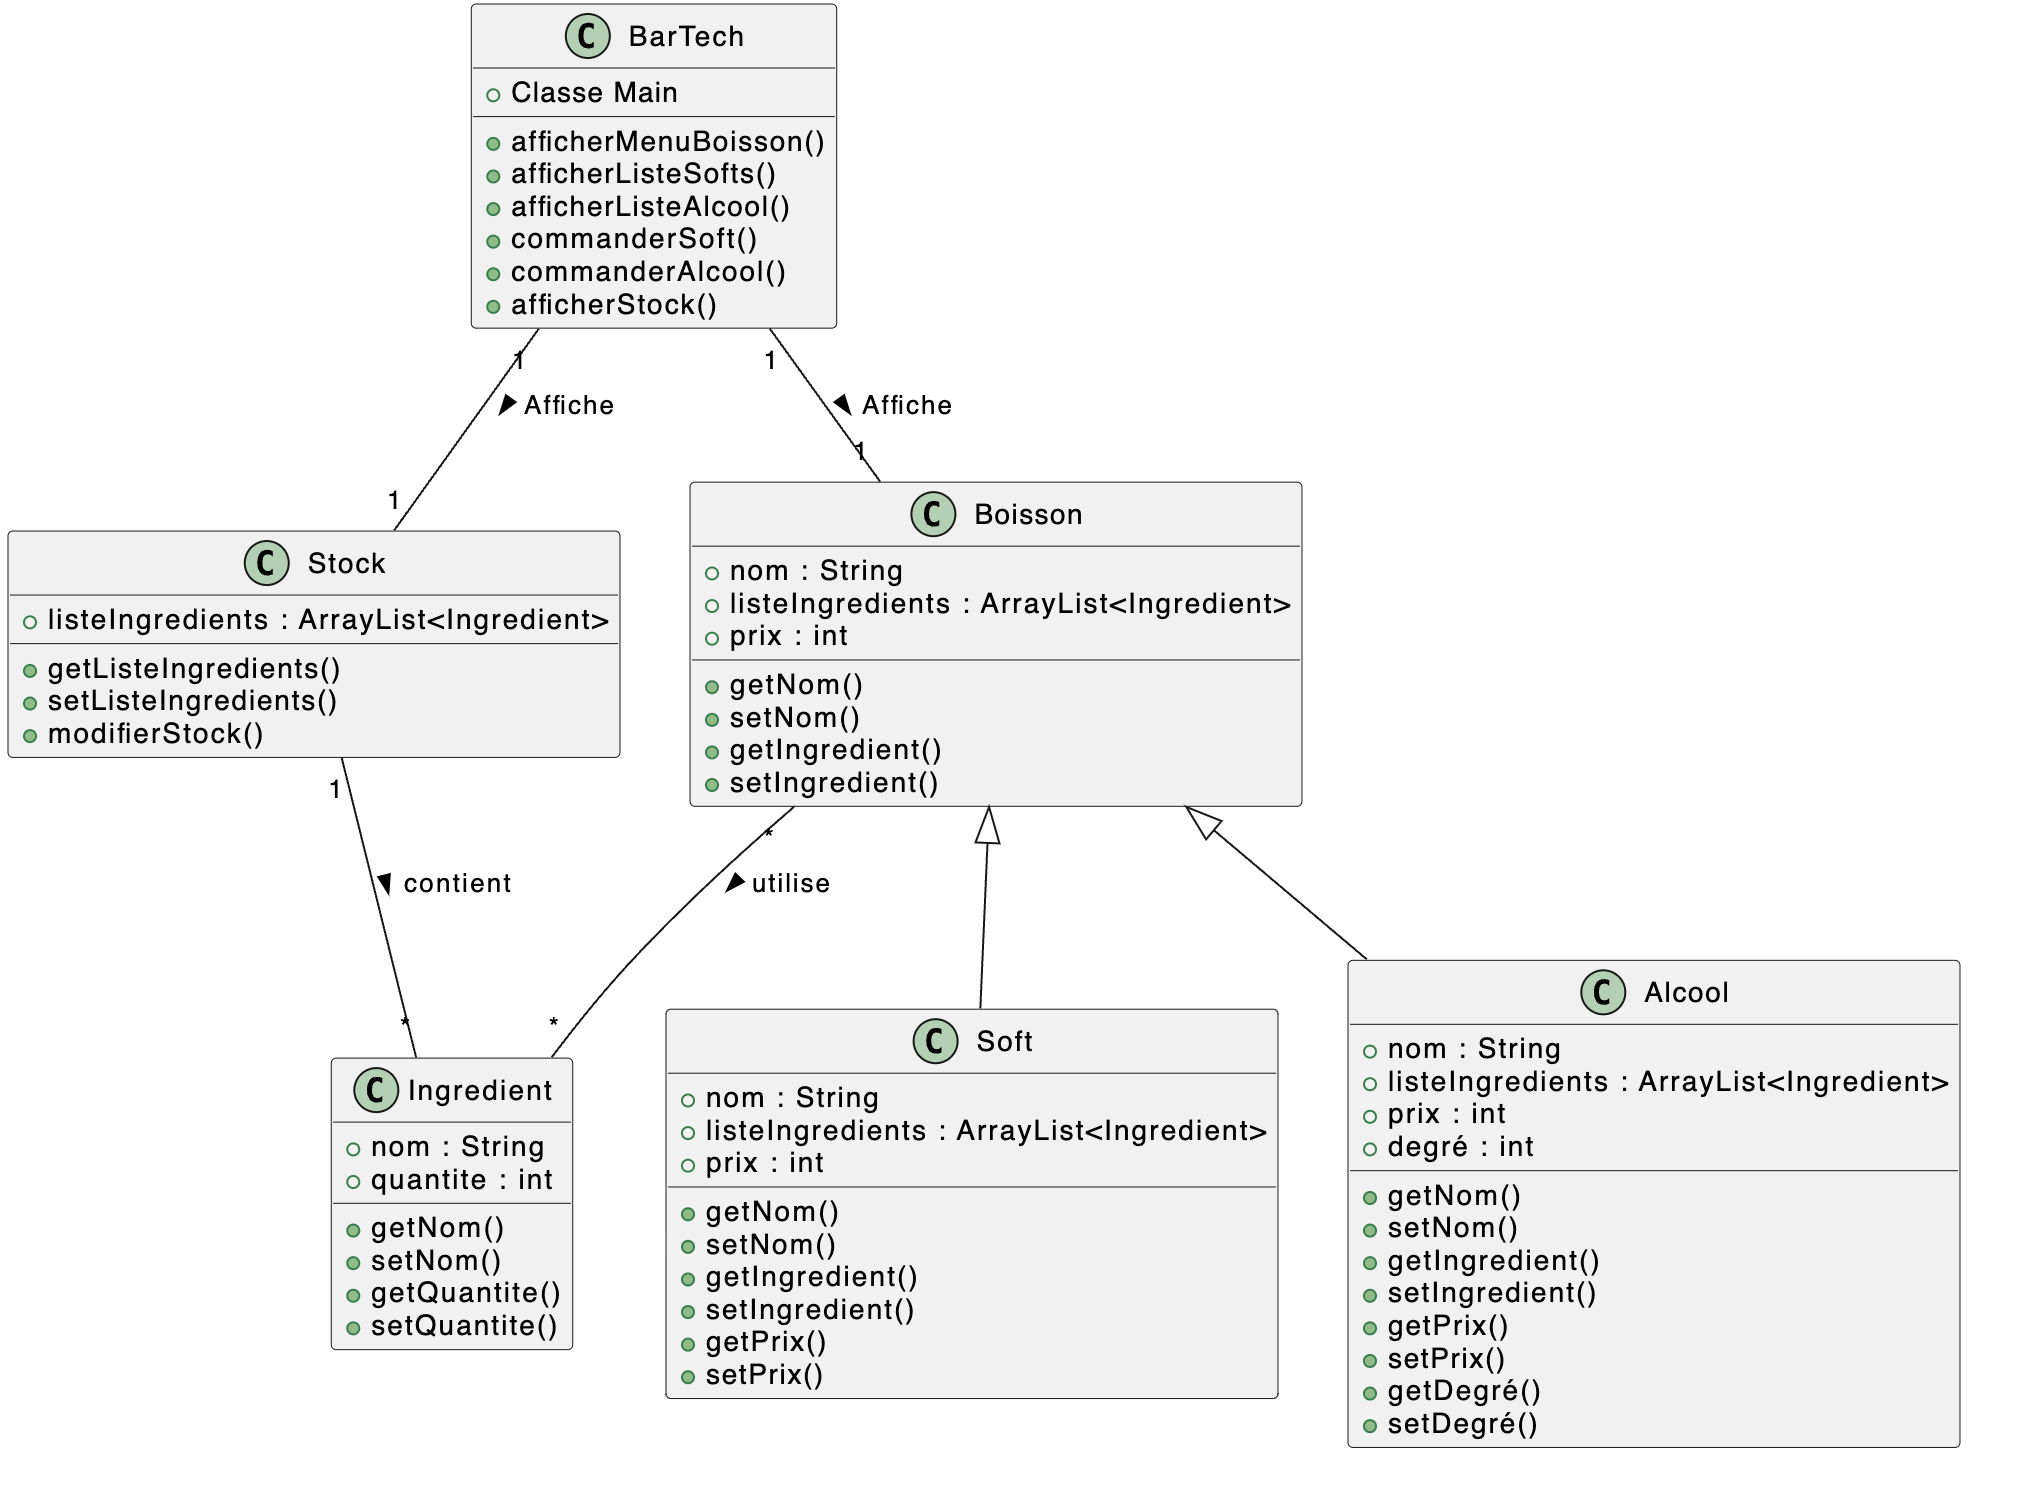 C BarTech
Classe Main
afficherMenuBoisson()
afficherListeSofts()
afficherListeAlcool()
commanderSoft()
commanderAlcool()
afficherStock()
1
1
Affiche
Affiche
1
1
C Stock
listeIngredients : ArrayList<Ingredient>
getListeIngredients()
setListeIngredients()
modifierStock()
C Boisson
nom : String
listeIngredients : ArrayList<Ingredient>
prix : int
getNom()
setNom()
getIngredient()
setIngredient()
1
*
contient
utilise
*
*
C Ingredient
nom : String
quantite : int
getNom()
setNom()
getQuantite()
setQuantite()
C Soft
nom : String
listeIngredients : ArrayList<Ingredient>
prix : int
getNom()
setNom()
getIngredient()
setIngredient()
getPrix()
setPrix()
C Alcool
nom : String
listeIngredients : ArrayList<Ingredient>
prix : int
degré : int
getNom()
setNom()
getIngredient()
setIngredient()
getPrix()
setPrix()
getDegré()
setDegré()